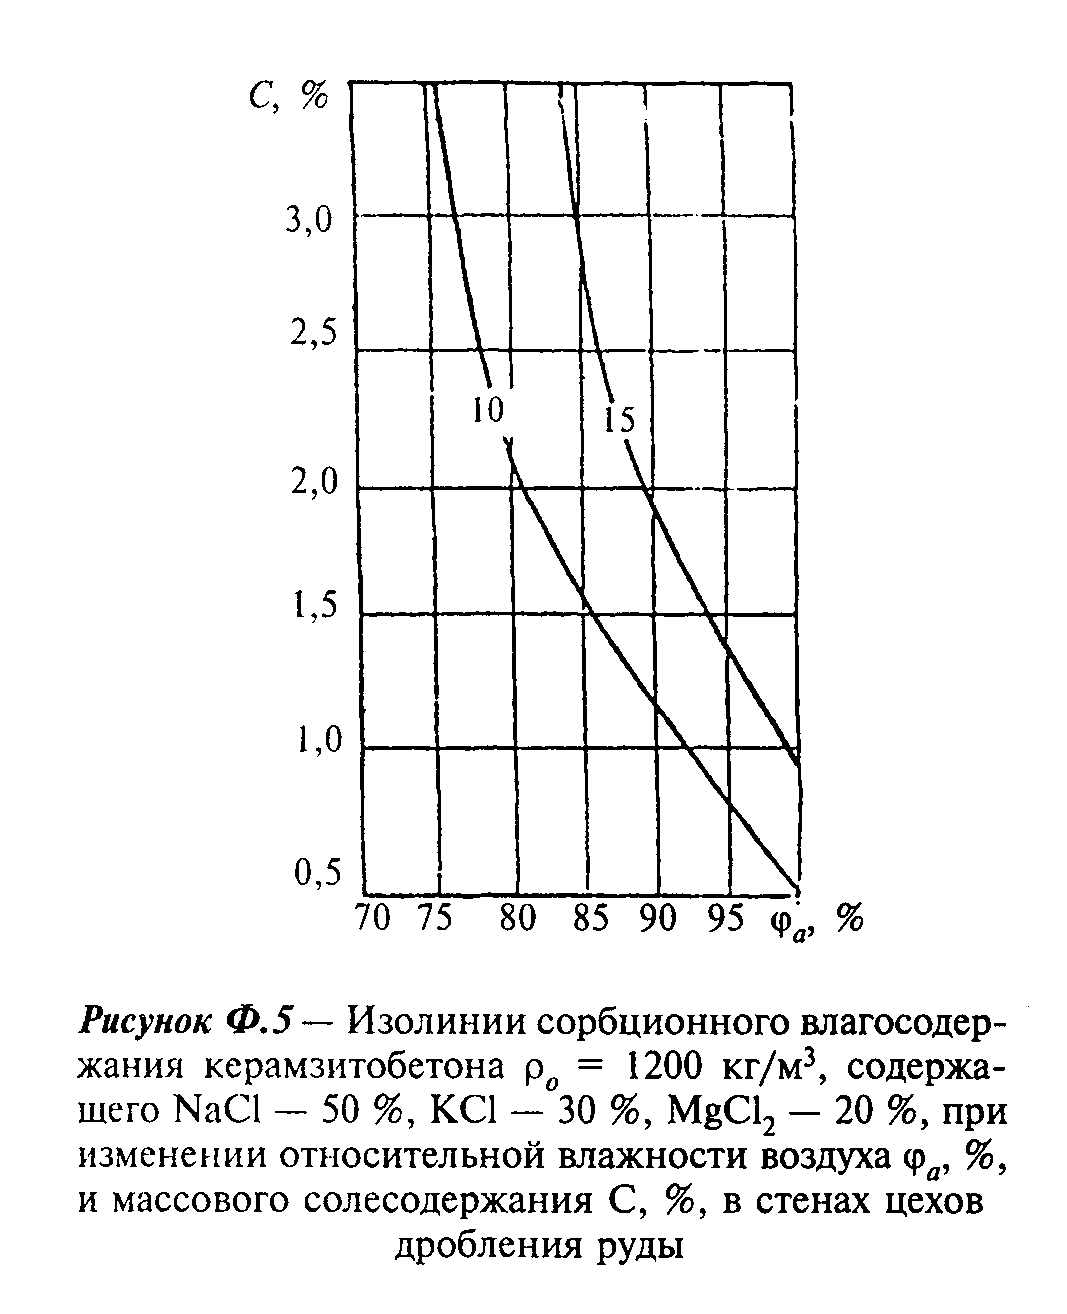 C, %
3,0
2,5
10
15
2,0
1,5
1,0
0,5
70 75 80 85 90 95 φₐ, %
Рисунок Ф.5 — Изолинии сорбционного влагосодер-
жания керамзитобетона ρₒ = 1200 кг/м³, содержа-
щего NaCl — 50 %, KCl — 30 %, MgCl₂ — 20 %, при
изменении относительной влажности воздуха φₐ, %,
и массового солесодержания С, %, в стенах цехов
дробления руды